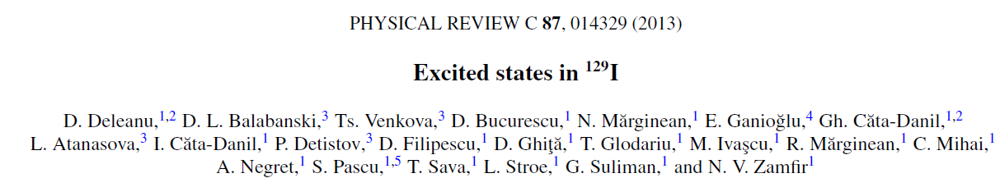 PHYSICAL REVIEW C 87, 014329 (2013)
Excited states in ¹²⁹I
D. Deleanu,¹,² D. L. Balabanski,³ Ts. Venkova,³ D. Bucurescu,¹ N. Mărginean,¹ E. Ganioğlu,⁴ Gh. Căta-Danil,¹,²
L. Atanasova,³ I. Căta-Danil,¹ P. Detistov,³ D. Filipescu,¹ D. Ghiţă,¹ T. Glodariu,¹ M. Ivaşcu,¹ R. Mărginean,¹ C. Mihai,¹
A. Negret,¹ S. Pascu,¹,⁵ T. Sava,¹ L. Stroe,¹ G. Suliman,¹ and N. V. Zamfir¹